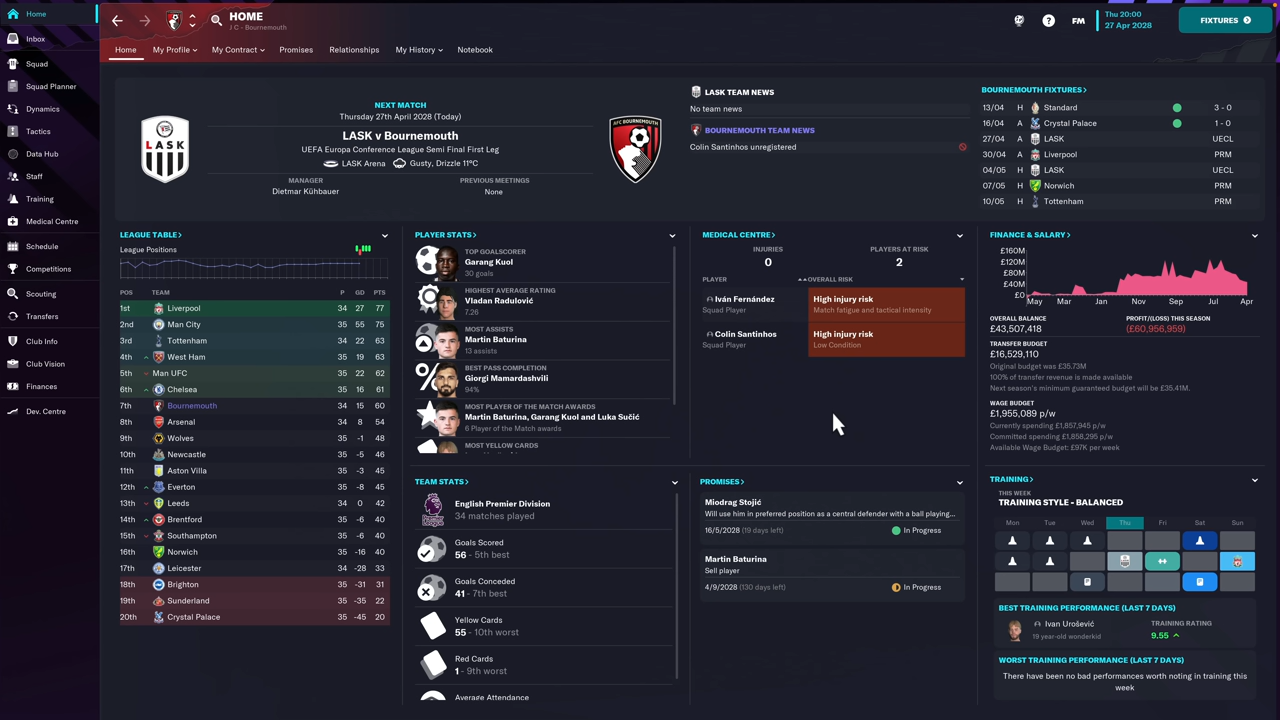 Home
Inbox
Squad
Squad Planner
Dynamics
Tactics
Data Hub
Staff
Training
Medical Centre
Schedule
Competitions
Scouting
Transfers
Club Info
Club Vision
Finances
Dev. Centre
HOME
J C - Bournemouth
FM
Thu 20:00
27 Apr 2028
FIXTURES
Home My Profile My Contract Promises Relationships My History Notebook
NEXT MATCH
Thursday 27th April 2028 (Today)
LASK v Bournemouth
UEFA Europa Conference League Semi Final First Leg
LASK Arena Gusty, Drizzle 11°C
MANAGER
Dietmar Kühbauer
PREVIOUS MEETINGS
None
LASK
AFC BOURNEMOUTH
LASK TEAM NEWS
No team news
BOURNEMOUTH TEAM NEWS
Colin Santinhos unregistered
BOURNEMOUTH FIXTURES
13/04 H Standard 3 - 0
16/04 A Crystal Palace 1 - 0
27/04 A LASK UECL
30/04 A Liverpool PRM
04/05 H LASK UECL
07/05 H Norwich PRM
10/05 H Tottenham PRM
LEAGUE TABLE
League Positions
POS TEAM P GD PTS
1st Liverpool 34 27 77
2nd Man City 35 55 75
3rd Tottenham 34 22 63
4th West Ham 35 19 63
5th Man UFC 35 22 62
6th Chelsea 34 16 61
7th Bournemouth 34 15 60
8th Arsenal 34 8 54
9th Wolves 35 -1 48
10th Newcastle 35 -5 46
11th Aston Villa 35 -3 45
12th Everton 35 -8 45
13th Leeds 34 0 42
14th Brentford 35 -6 40
15th Southampton 35 -6 40
16th Norwich 35 -16 40
17th Leicester 34 -28 33
18th Brighton 35 -31 31
19th Sunderland 35 -35 22
20th Crystal Palace 34 -45 20
PLAYER STATS
TOP GOALSCORER
Garang Kuol
30 goals
HIGHEST AVERAGE RATING
Vladan Radulović
7.26
MOST ASSISTS
Martin Baturina
13 assists
BEST PASS COMPLETION
Giorgi Mamardashvili
94%
MOST PLAYER OF THE MATCH AWARDS
Martin Baturina, Garang Kuol and Luka Sučić
6 Player of the Match awards
MOST YELLOW CARDS
TEAM STATS
English Premier Division
34 matches played
Goals Scored
56 - 5th best
Goals Conceded
41 - 7th best
Yellow Cards
55 - 10th worst
Red Cards
1 - 9th worst
Average Attendance
MEDICAL CENTRE
INJURIES
0
PLAYERS AT RISK
2
PLAYER OVERALL RISK
Iván Fernández
Squad Player
High injury risk
Match fatigue and tactical intensity
Colin Santinhos
Squad Player
High injury risk
Low Condition
PROMISES
Miodrag Stojić
Will use him in preferred position as a central defender with a ball playing...
16/5/2028 (19 days left) In Progress
Martin Baturina
Sell player
4/9/2028 (130 days left) In Progress
FINANCE & SALARY
£160M
£120M
£80M
£40M
£0
May Mar Jan Nov Sep Jul Apr
OVERALL BALANCE
£43,507,418
PROFIT/(LOSS) THIS SEASON
(£60,956,959)
TRANSFER BUDGET
£16,529,110
Original budget was £35.73M
100% of transfer revenue is made available
Next season's minimum guaranteed budget will be £35.41M.
WAGE BUDGET
£1,955,089 p/w
Currently spending £1,857,945 p/w
Committed spending £1,858,295 p/w
Available Wage Budget: £97K per week
TRAINING
THIS WEEK
TRAINING STYLE - BALANCED
Mon Tue Wed Thu Fri Sat Sun
BEST TRAINING PERFORMANCE (LAST 7 DAYS)
Ivan Urošević
19 year-old wonderkid
TRAINING RATING
9.55
WORST TRAINING PERFORMANCE (LAST 7 DAYS)
There have been no bad performances worth noting in training this
week